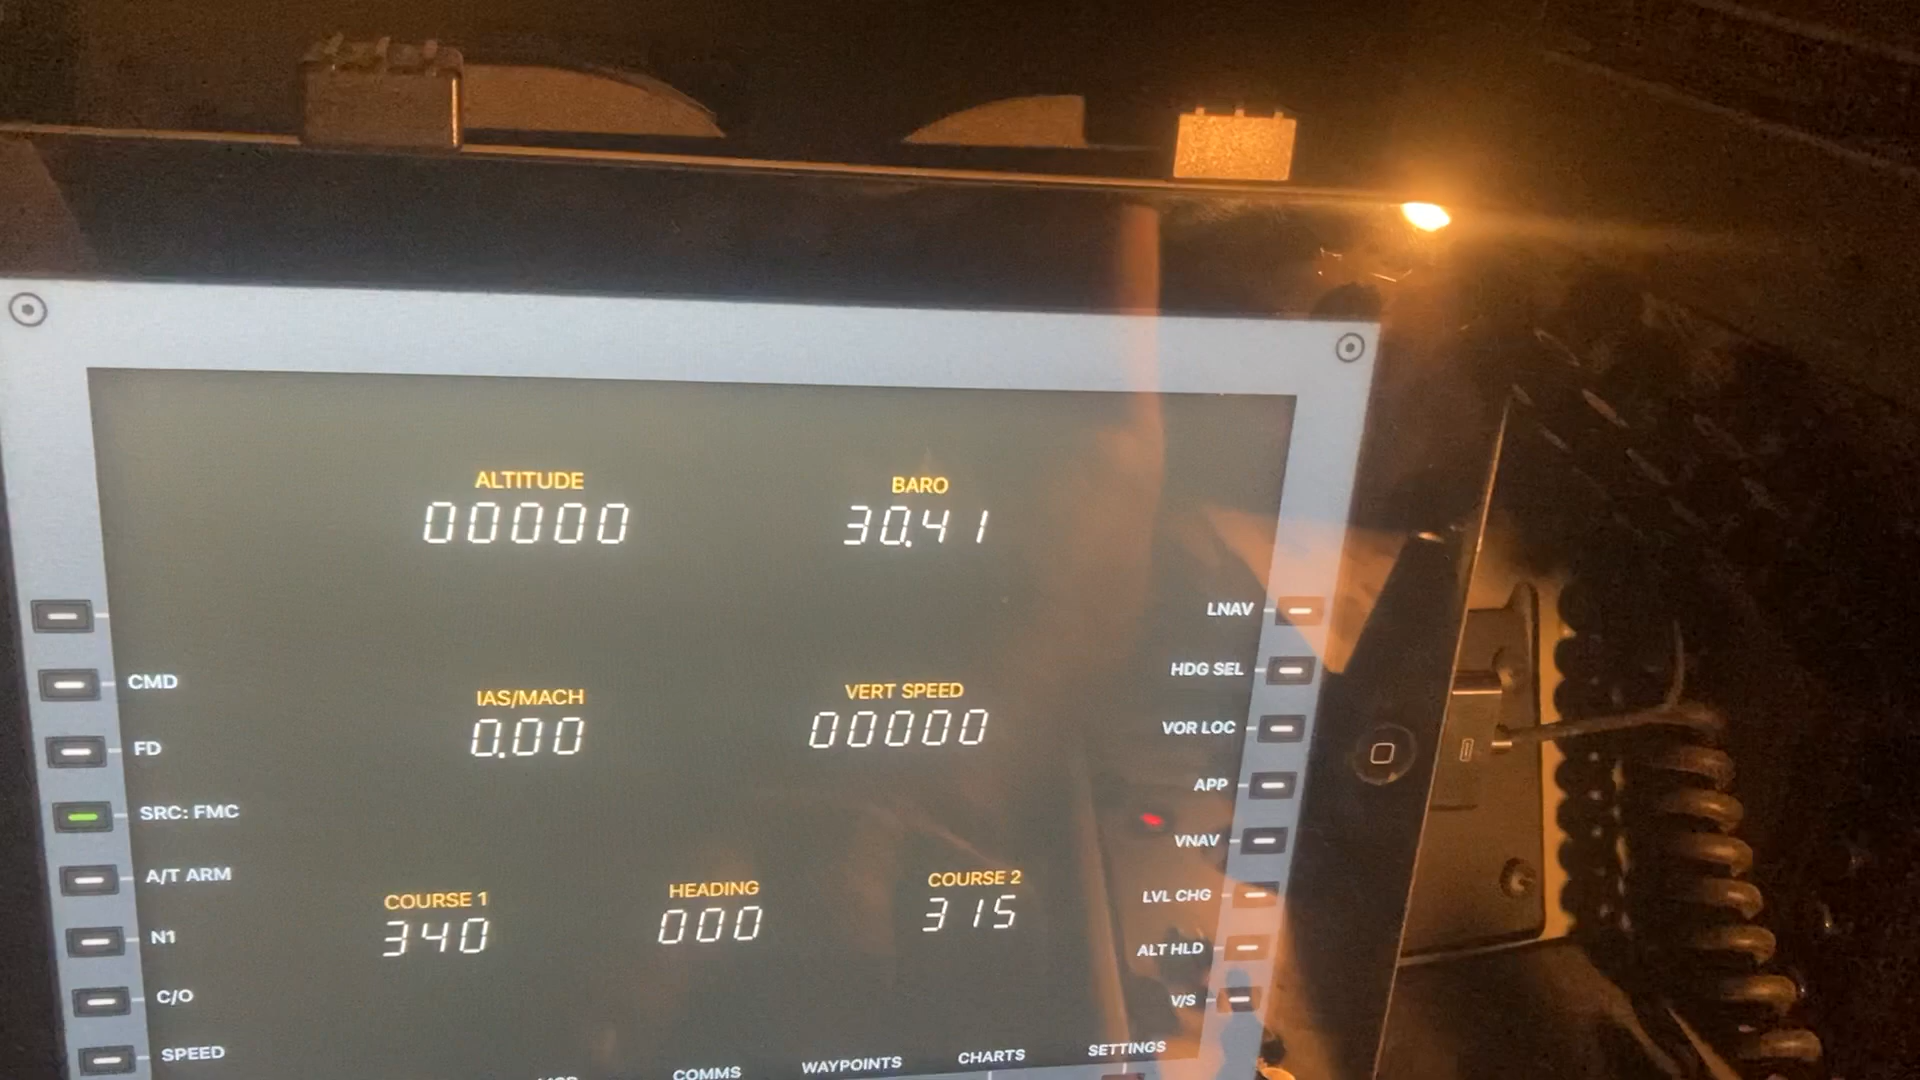 ALTITUDE
00000
BARO
30.41
LNAV
HDG SEL
CMD
IAS/MACH
0.00
VERT SPEED
00000
VOR LOC
FD
APP
SRC: FMC
VNAV
A/T ARM
COURSE 1
340
HEADING
000
COURSE 2
315
LVL CHG
N1
ALT HLD
C/O
V/S
SPEED
COMMS
WAYPOINTS
CHARTS
SETTINGS